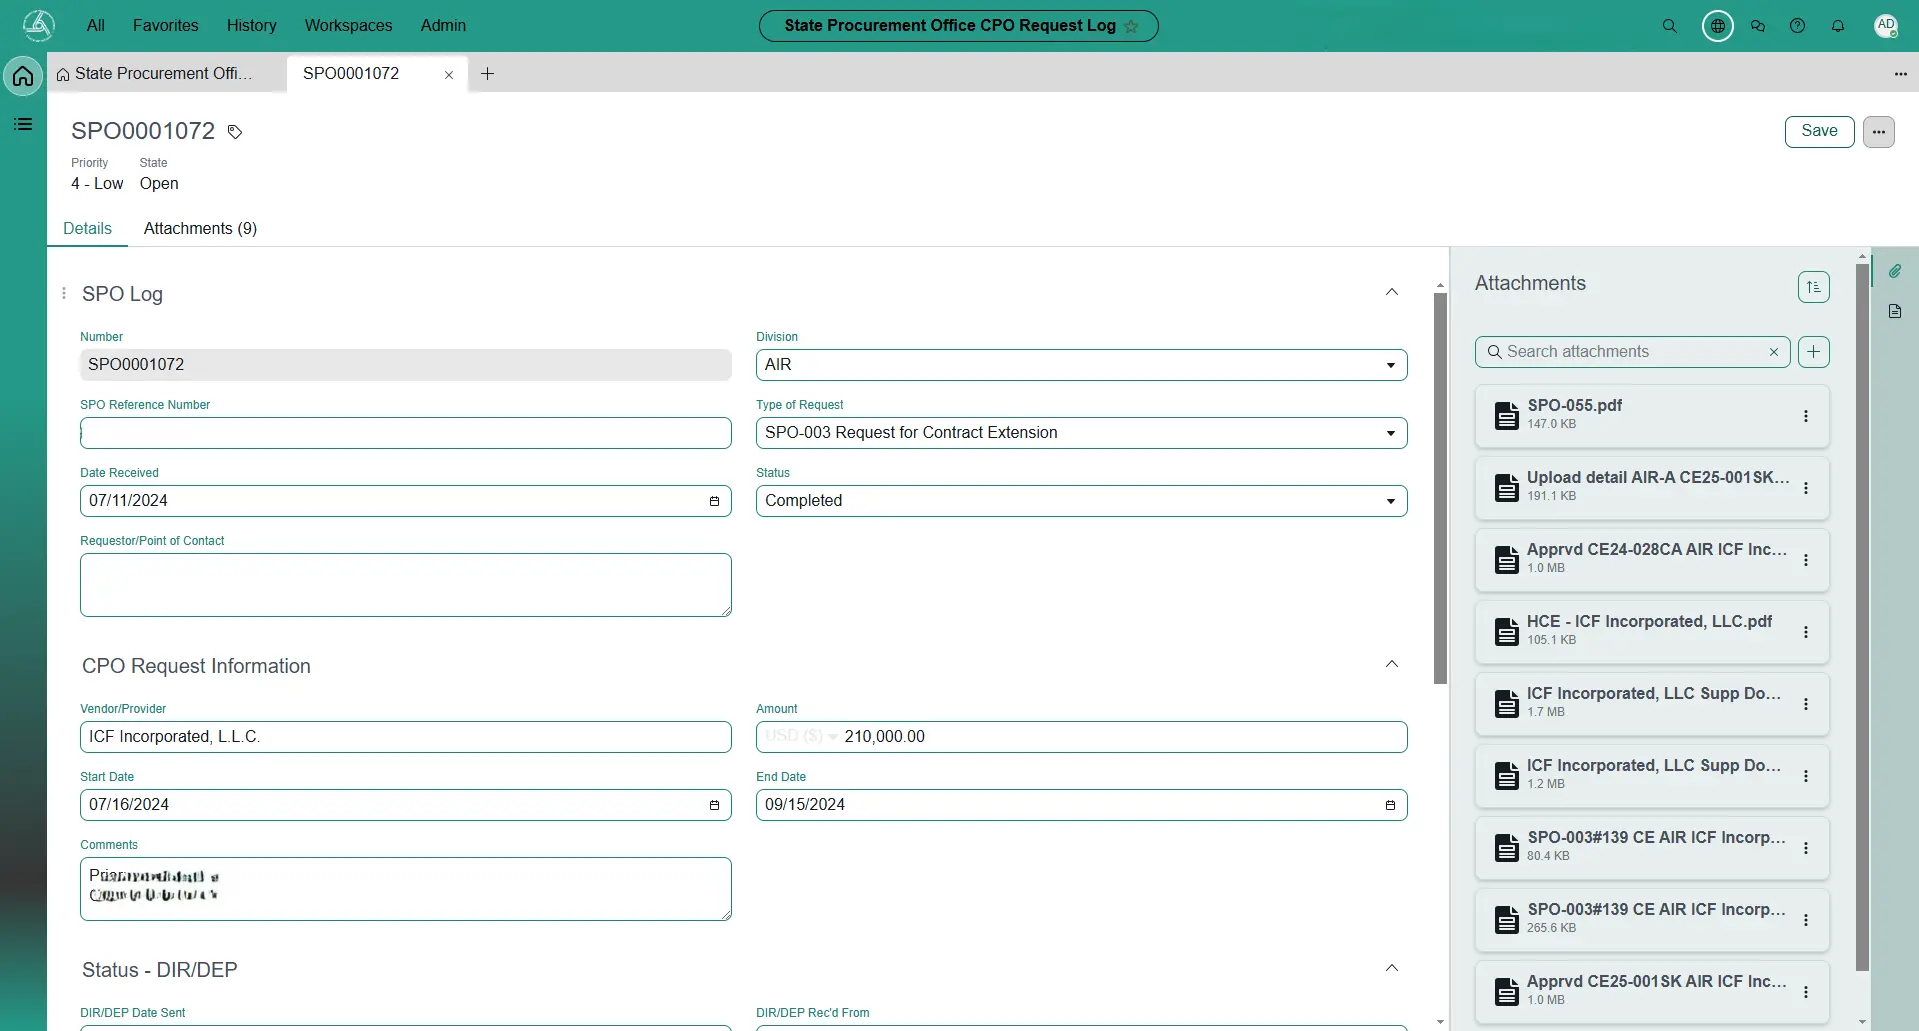 All Favorites History Workspaces Admin
State Procurement Office CPO Request Log
AD
State Procurement Offi...
SPO0001072
SPO0001072
Save
Priority State
4 - Low Open
Details Attachments (9)
SPO Log
Number
SPO0001072
Division
AIR
SPO Reference Number
Type of Request
SPO-003 Request for Contract Extension
Date Received
07/11/2024
Status
Completed
Requestor/Point of Contact
CPO Request Information
Vendor/Provider
ICF Incorporated, L.L.C.
Amount
USD ($) 210,000.00
Start Date
07/16/2024
End Date
09/15/2024
Comments
Status - DIR/DEP
DIR/DEP Date Sent
DIR/DEP Rec'd From
Attachments
Search attachments
SPO-055.pdf
147.0 KB
Upload detail AIR-A CE25-001SK...
191.1 KB
Apprvd CE24-028CA AIR ICF Inc...
1.0 MB
HCE - ICF Incorporated, LLC.pdf
105.1 KB
ICF Incorporated, LLC Supp Do...
1.7 MB
ICF Incorporated, LLC Supp Do...
1.2 MB
SPO-003#139 CE AIR ICF Incorp...
80.4 KB
SPO-003#139 CE AIR ICF Incorp...
265.6 KB
Apprvd CE25-001SK AIR ICF Inc...
1.0 MB